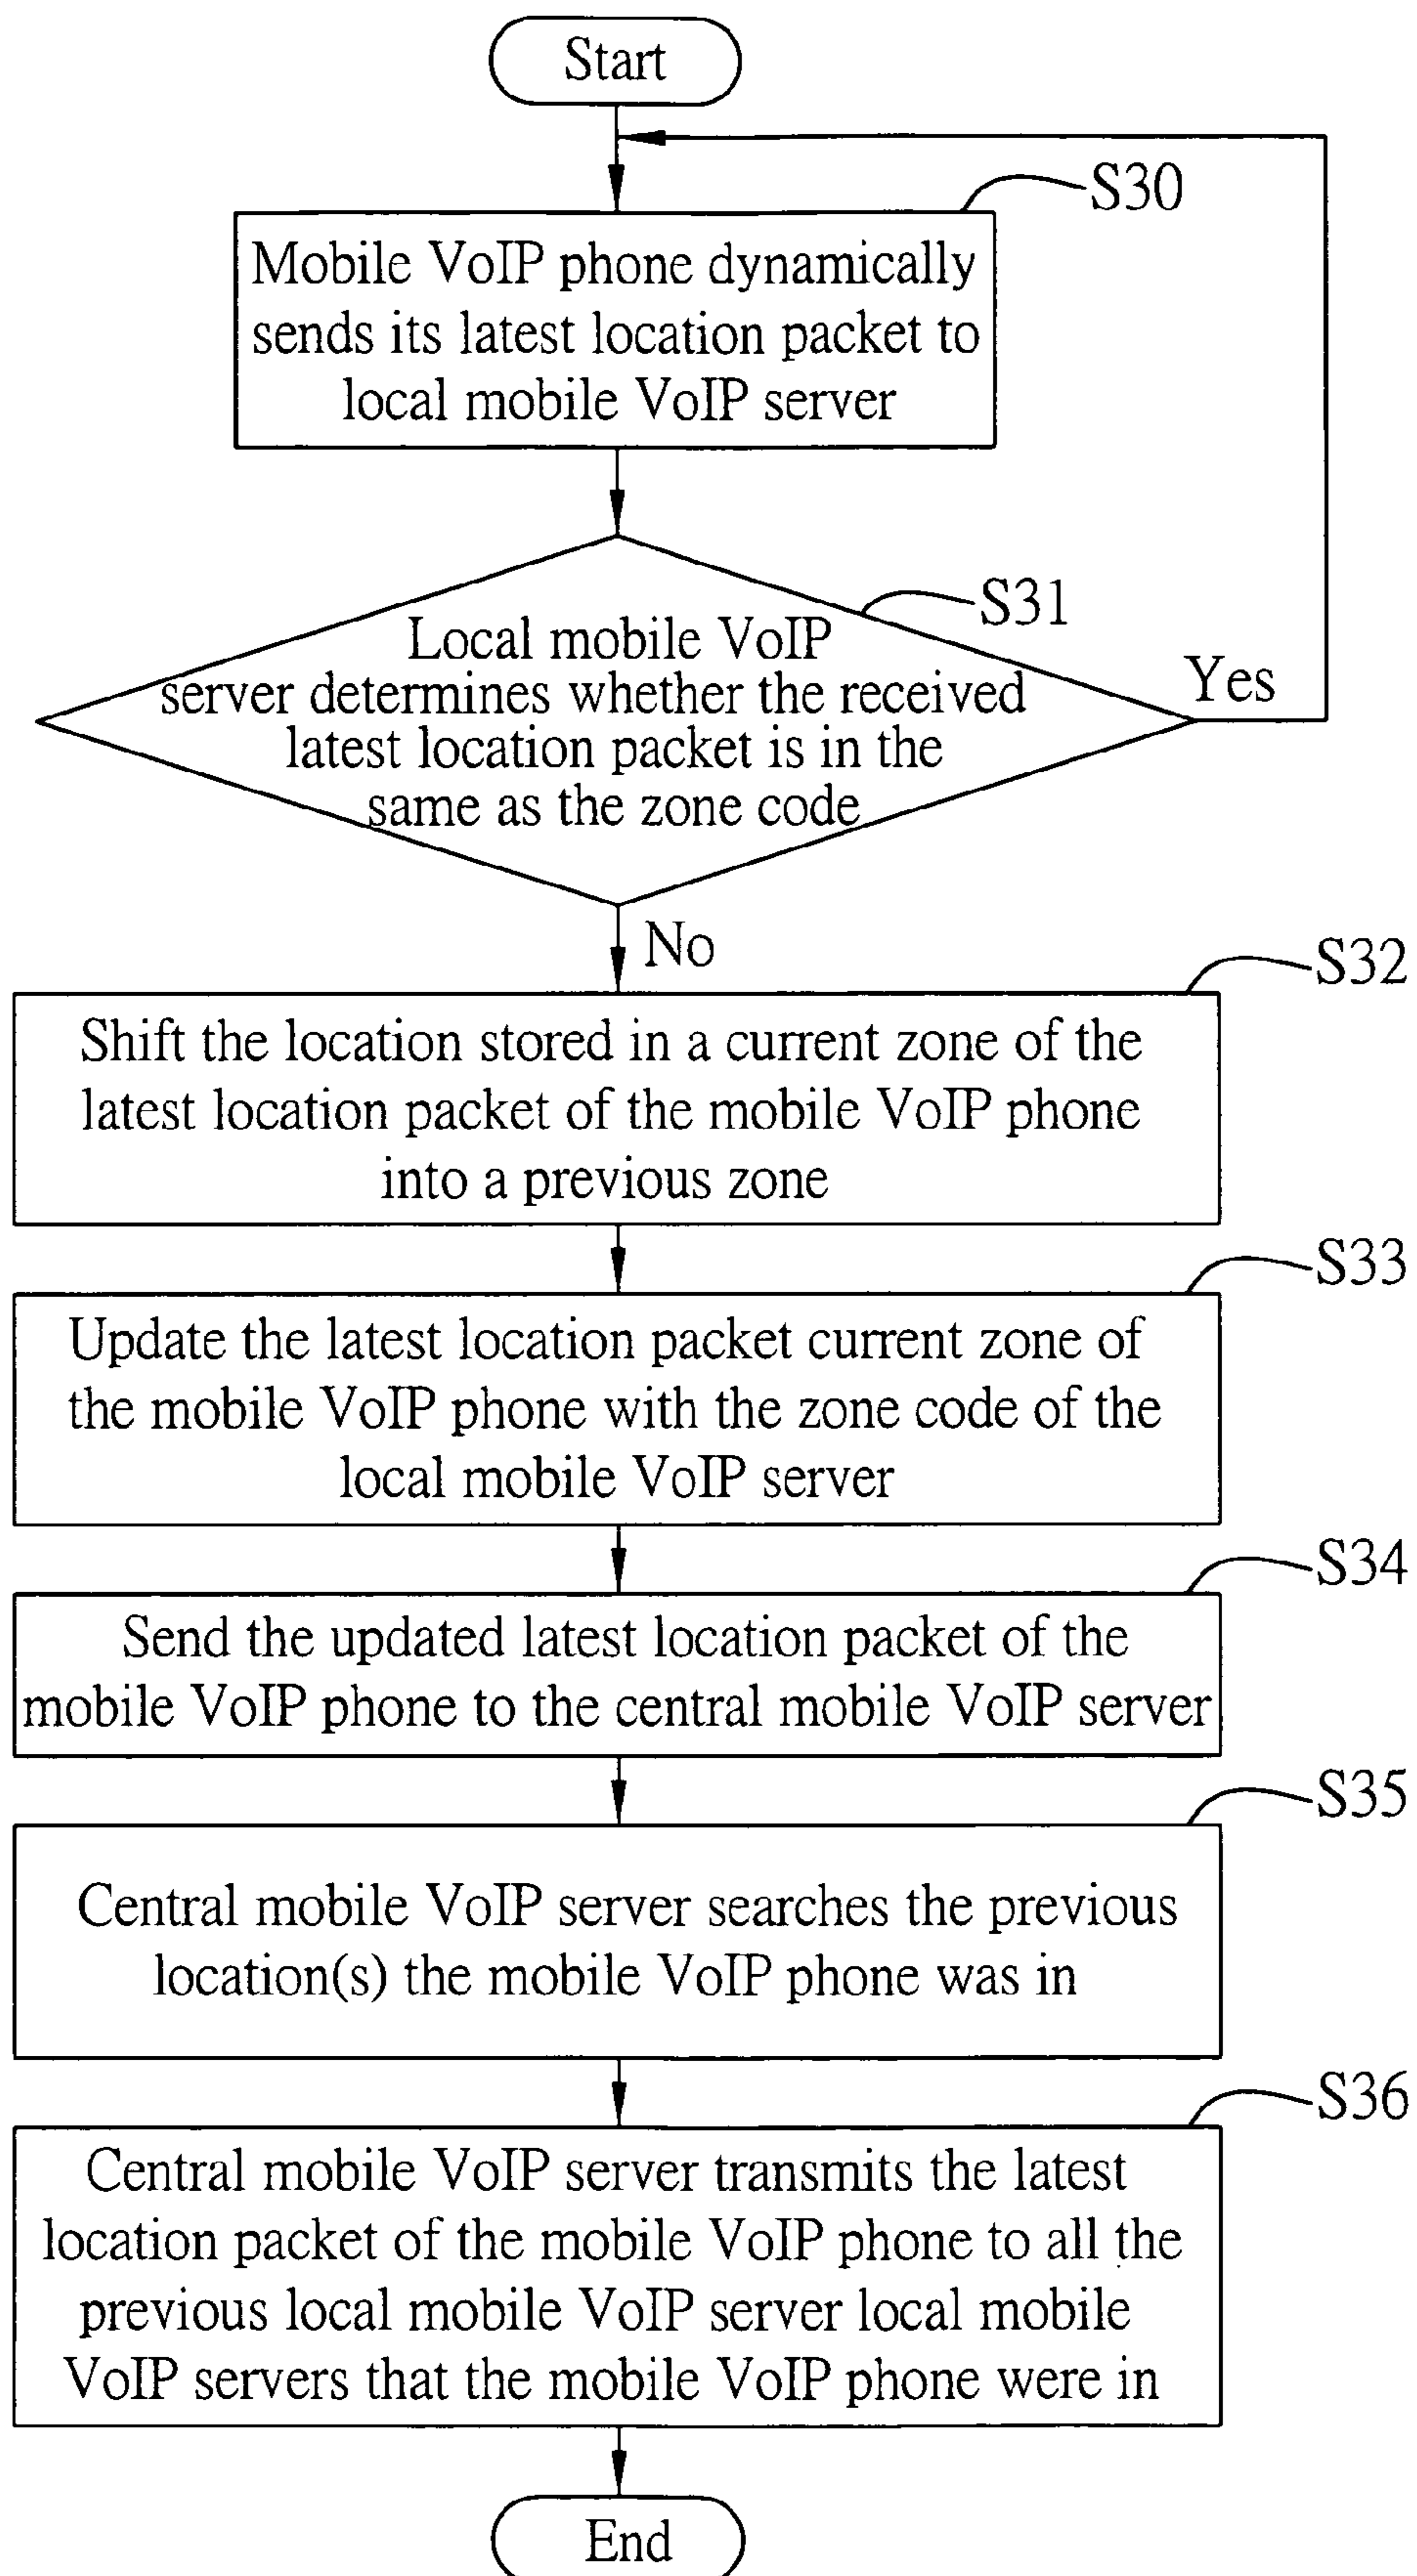 Start
S30
Mobile VoIP phone dynamically
sends its latest location packet to
local mobile VoIP server
S31
Local mobile VoIP
server determines whether the received
latest location packet is in the
same as the zone code
Yes
No
S32
Shift the location stored in a current zone of the
latest location packet of the mobile VoIP phone
into a previous zone
S33
Update the latest location packet current zone of
the mobile VoIP phone with the zone code of the
local mobile VoIP server
S34
Send the updated latest location packet of the
mobile VoIP phone to the central mobile VoIP server
S35
Central mobile VoIP server searches the previous
location(s) the mobile VoIP phone was in
S36
Central mobile VoIP server transmits the latest
location packet of the mobile VoIP phone to all the
previous local mobile VoIP server local mobile
VoIP servers that the mobile VoIP phone were in
End